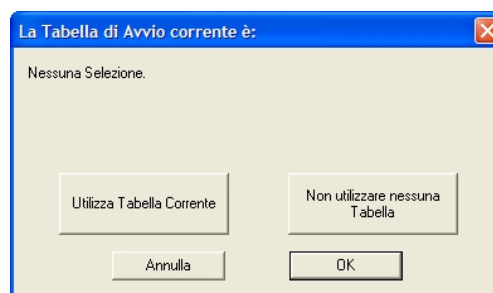 La Tabella di Avvio corrente è:
Nessuna Selezione.
Utilizza Tabella Corrente
Non utilizzare nessuna
Tabella
Annulla
OK